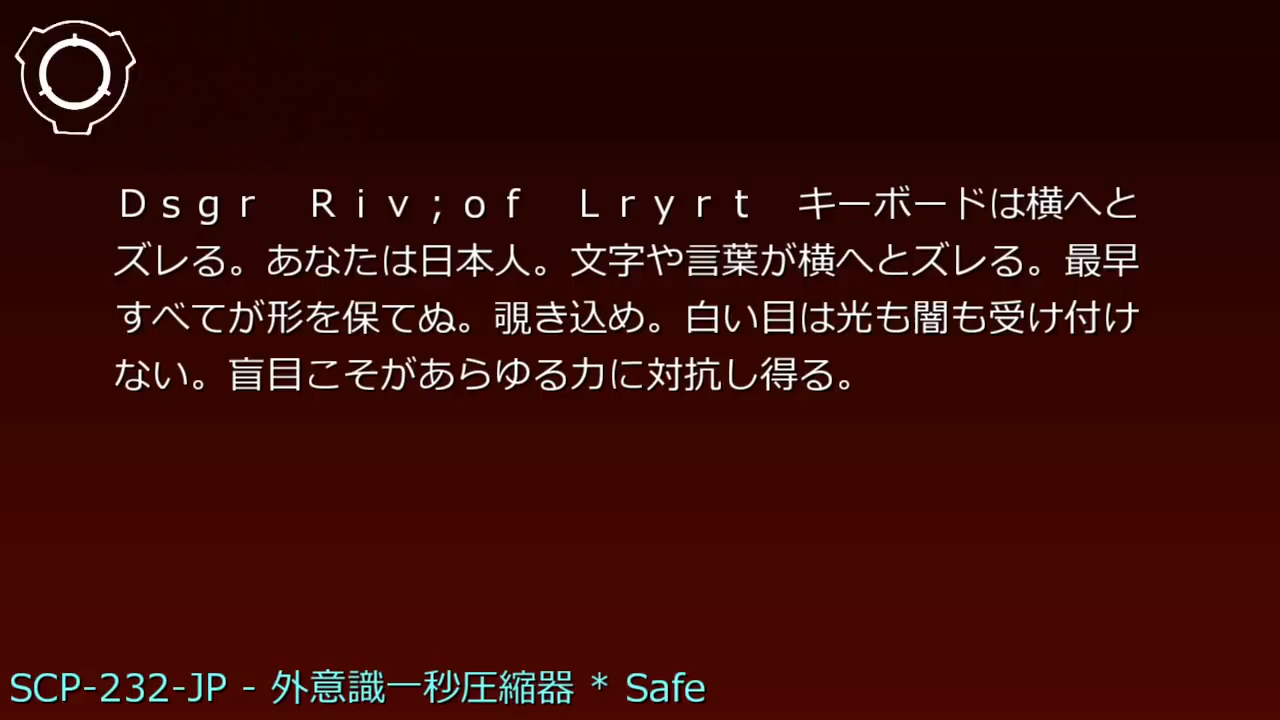 Ｄｓｇｒ　Ｒｉｖ；ｏｆ　Ｌｒｙｒｔ　キーボードは横へと
ズレる。あなたは日本人。文字や言葉が横へとズレる。最早
すべてが形を保てぬ。覗き込め。白い目は光も闇も受け付け
ない。盲目こそがあらゆる力に対抗し得る。
SCP-232-JP - 外意識一秒圧縮器 * Safe